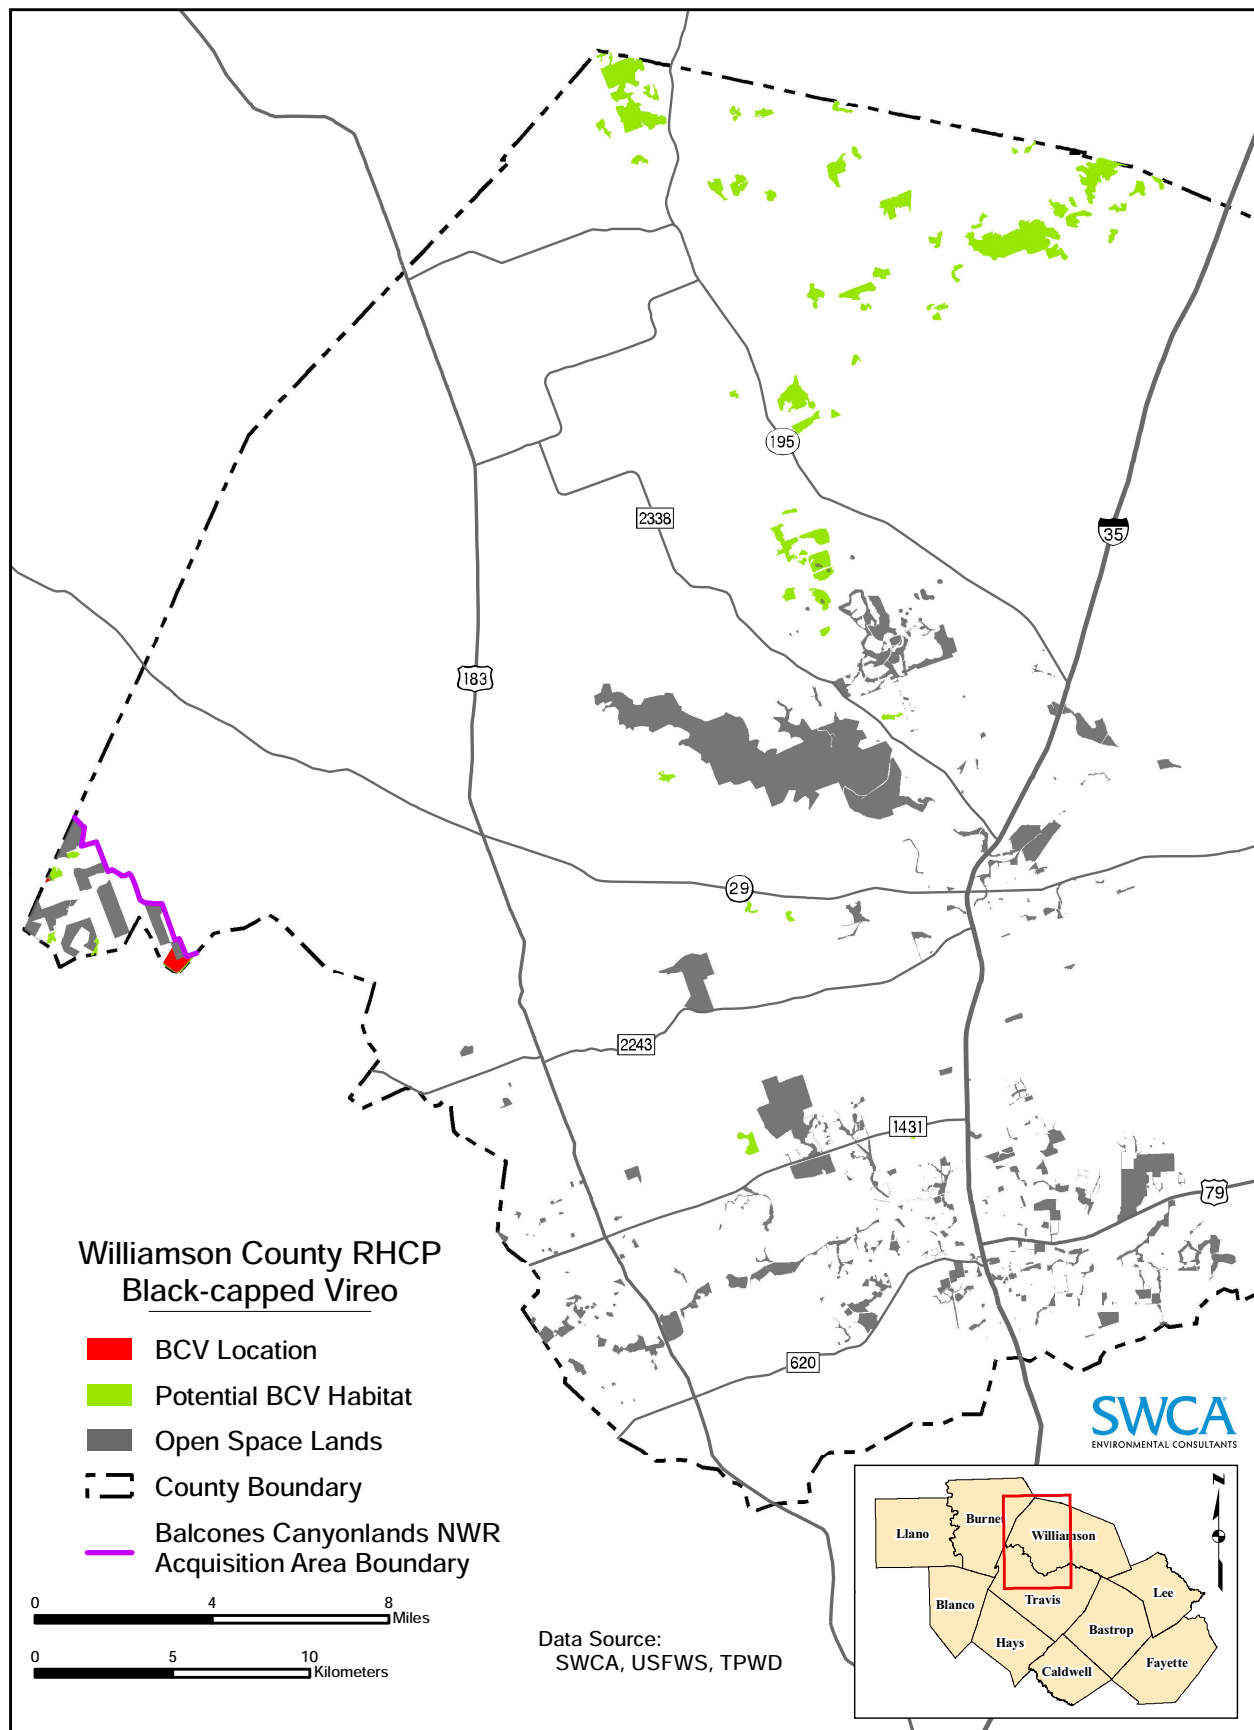 195
2338
35
183
29
2243
1431
79
620
Williamson County RHCP
Black-capped Vireo
BCV Location
Potential BCV Habitat
Open Space Lands
County Boundary
Balcones Canyonlands NWR
Acquisition Area Boundary
0 4 8
Miles
0 5 10
Kilometers
Data Source:
SWCA, USFWS, TPWD
SWCA
ENVIRONMENTAL CONSULTANTS
N
Llano
Burnet
Williamson
Blanco
Travis
Lee
Hays
Bastrop
Caldwell
Fayette